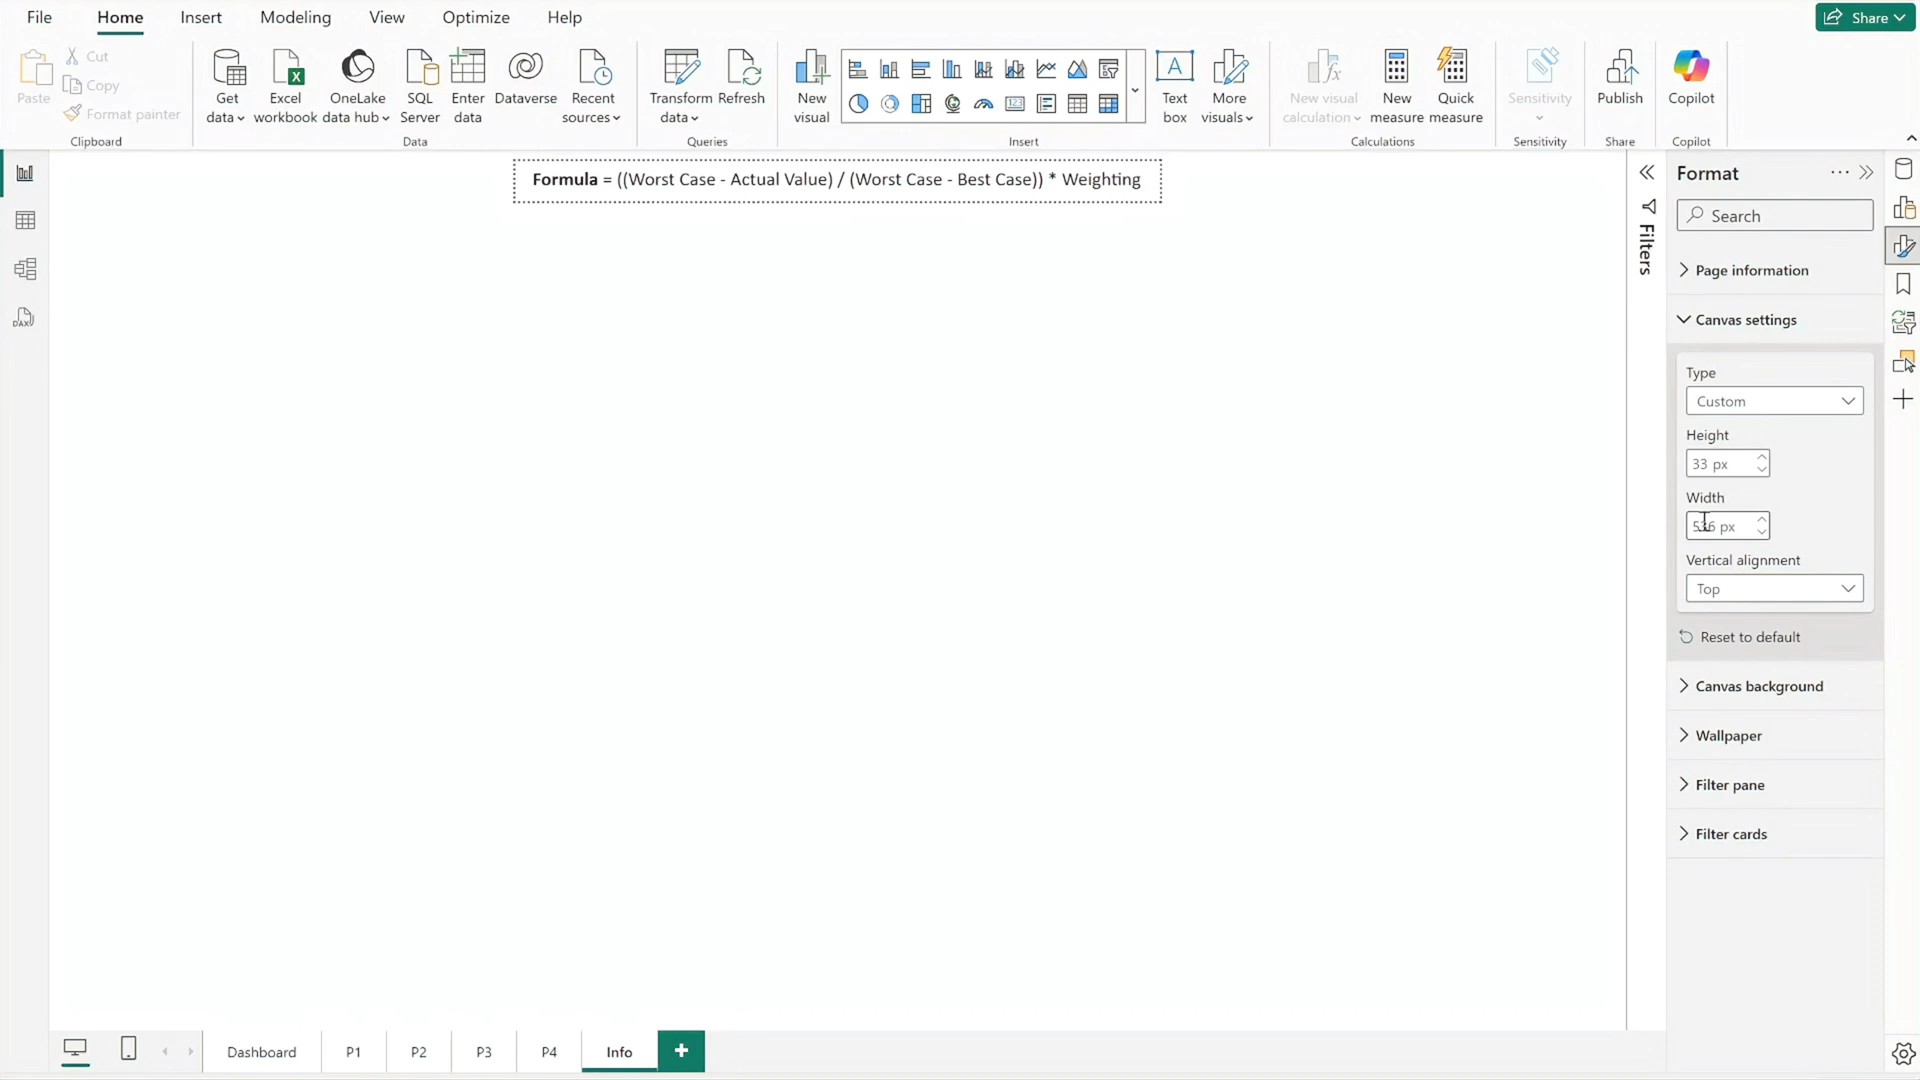 File Home Insert Modeling View Optimize Help Share
Paste
Cut
Copy
Format painter
Clipboard
Get data
Excel workbook
OneLake data hub
SQL Server
Enter data
Dataverse
Recent sources
Data
Transform data
Refresh
Queries
New visual
Text box
More visuals
Insert
New visual calculation
New measure
Quick measure
Calculations
Sensitivity
Sensitivity
Publish
Share
Copilot
Copilot
DAX
Formula = ((Worst Case - Actual Value) / (Worst Case - Best Case)) * Weighting
Filters
Format
Search
Page information
Canvas settings
Type
Custom
Height
33 px
Width
536 px
Vertical alignment
Top
Reset to default
Canvas background
Wallpaper
Filter pane
Filter cards
Dashboard P1 P2 P3 P4 Info